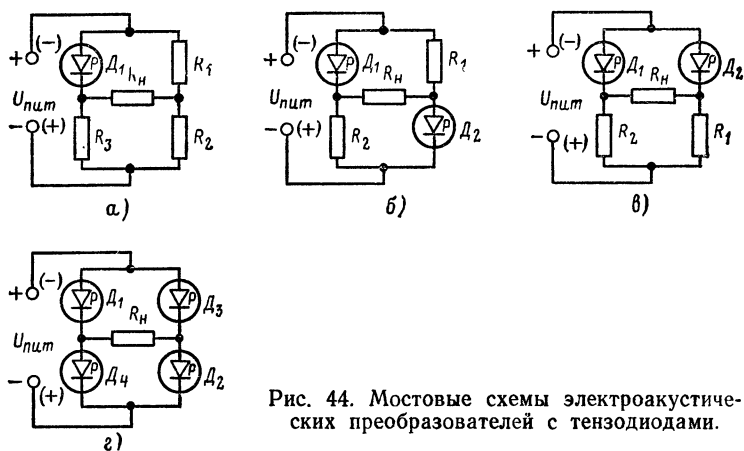 + (−) Д1 R1
Rн
Uпит
− (+) R3 R2
а)
+ (−) Д1 R1
Rн
Uпит
− (+) R2 Д2
б)
+ (−) Д1 Д2
Rн
Uпит
− (+) R2 R1
в)
+ (−) Д1 Д3
Rн
Uпит
− (+) Д4 Д2
г)
Рис. 44. Мостовые схемы электроакустиче-
ских преобразователей с тензодиодами.